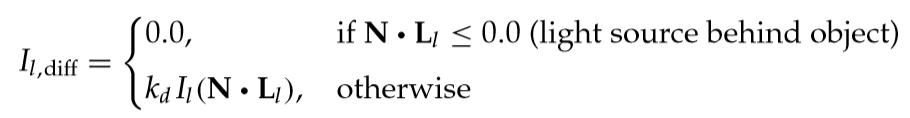 I_{l,diff} = { 0.0, if N • L_l ≤ 0.0 (light source behind object)
k_d I_l (N • L_l), otherwise